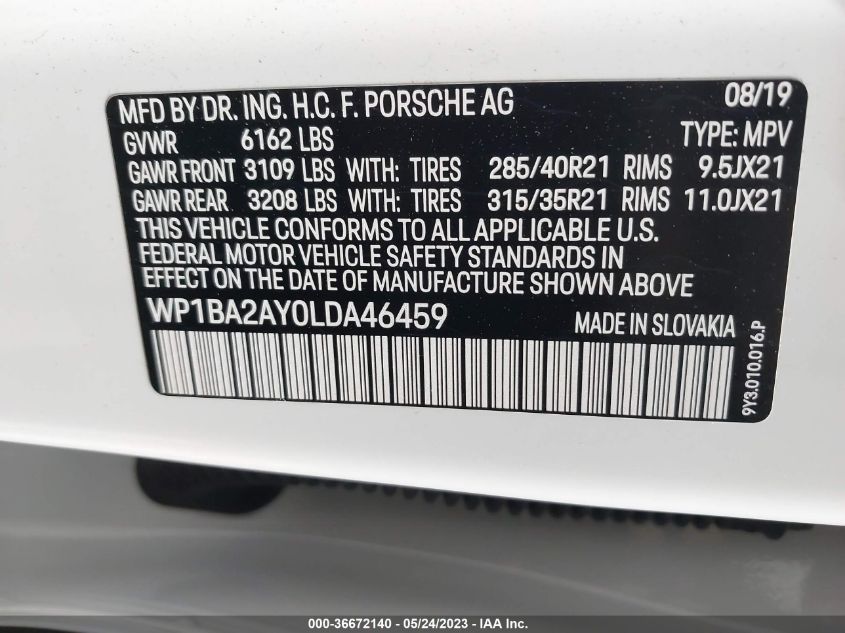 MFD BY DR. ING. H.C. F. PORSCHE AG 08/19
GVWR 6162 LBS TYPE: MPV
GAWR FRONT 3109 LBS WITH: TIRES 285/40R21 RIMS 9.5JX21
GAWR REAR 3208 LBS WITH: TIRES 315/35R21 RIMS 11.0JX21
THIS VEHICLE CONFORMS TO ALL APPLICABLE U.S.
FEDERAL MOTOR VEHICLE SAFETY STANDARDS IN
EFFECT ON THE DATE OF MANUFACTURE SHOWN ABOVE
WP1BA2AY0LDA46459 MADE IN SLOVAKIA
9Y3.010.016.P
000-36672140 - 05/24/2023 - IAA Inc.